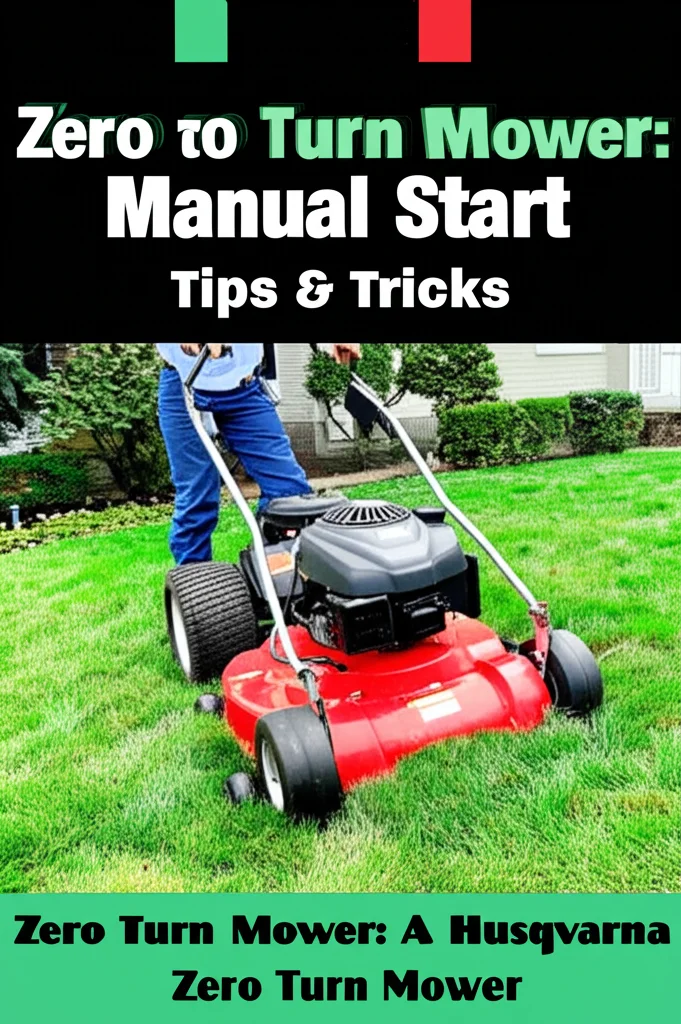 Zero to Turn Mower:
Manual Start
Tips & Tricks
Zero Turn Mower: A Husqvarna
Zero Turn Mower